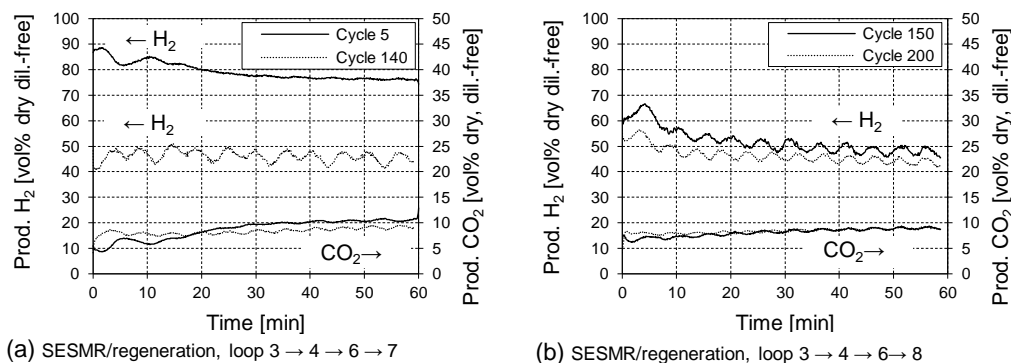 Prod. H2 [vol% dry dil.-free]
100
90
80
70
60
50
40
30
20
10
0
← H2
← H2
CO2→
Cycle 5
Cycle 140
50
45
40
35
30
25
20
15
10
5
0
Prod. CO2 [vol% dry, dil.-free]
0 10 20 30 40 50 60
Time [min]
(a) SESMR/regeneration, loop 3 → 4 → 6 → 7
Prod. H2 [vol% dry dil.-free]
100
90
80
70
60
50
40
30
20
10
0
Cycle 150
Cycle 200
← H2
CO2→
50
45
40
35
30
25
20
15
10
5
0
Prod. CO2 [vol% dry, dil.-free]
0 10 20 30 40 50 60
Time [min]
(b) SESMR/regeneration, loop 3 → 4 → 6→ 8